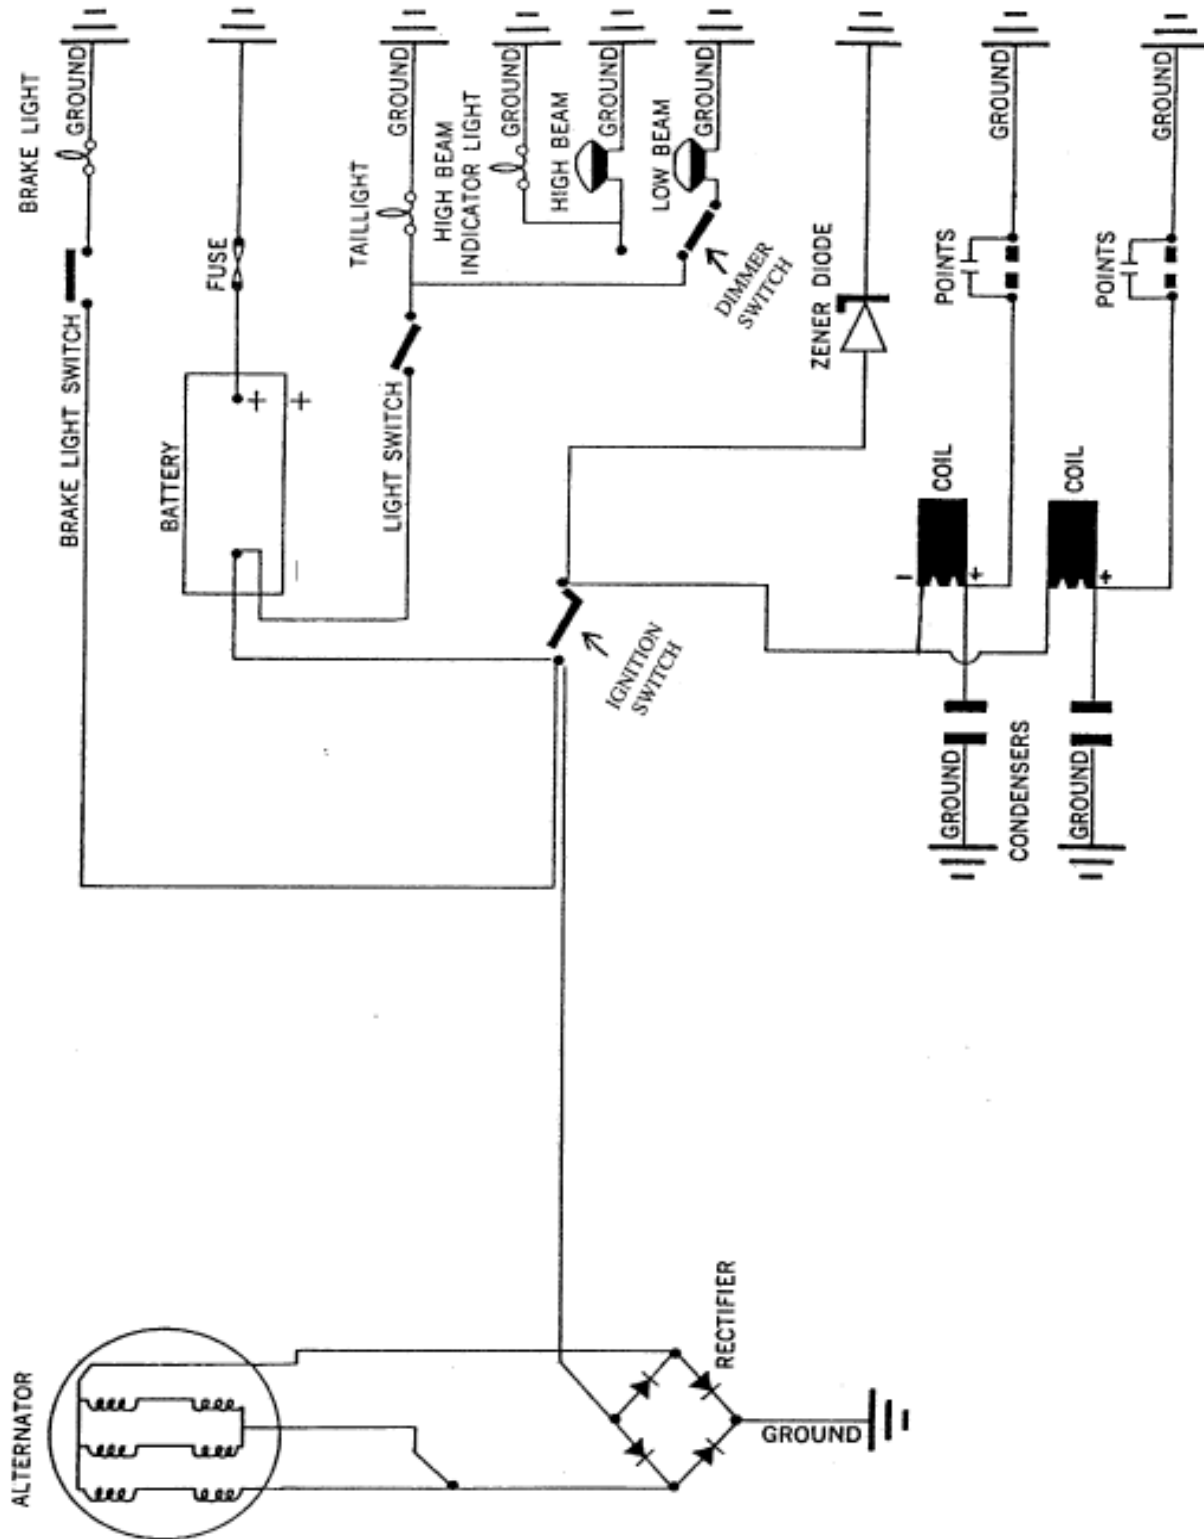 BRAKE LIGHT
GROUND
BRAKE LIGHT SWITCH
FUSE
BATTERY
+
+
–
TAILLIGHT
GROUND
LIGHT SWITCH
HIGH BEAM
INDICATOR LIGHT
GROUND
HIGH BEAM
GROUND
LOW BEAM
GROUND
DIMMER
SWITCH
ZENER DIODE
POINTS
GROUND
POINTS
GROUND
COIL
–
+
COIL
+
IGNITION
SWITCH
GROUND
GROUND
CONDENSERS
ALTERNATOR
RECTIFIER
GROUND